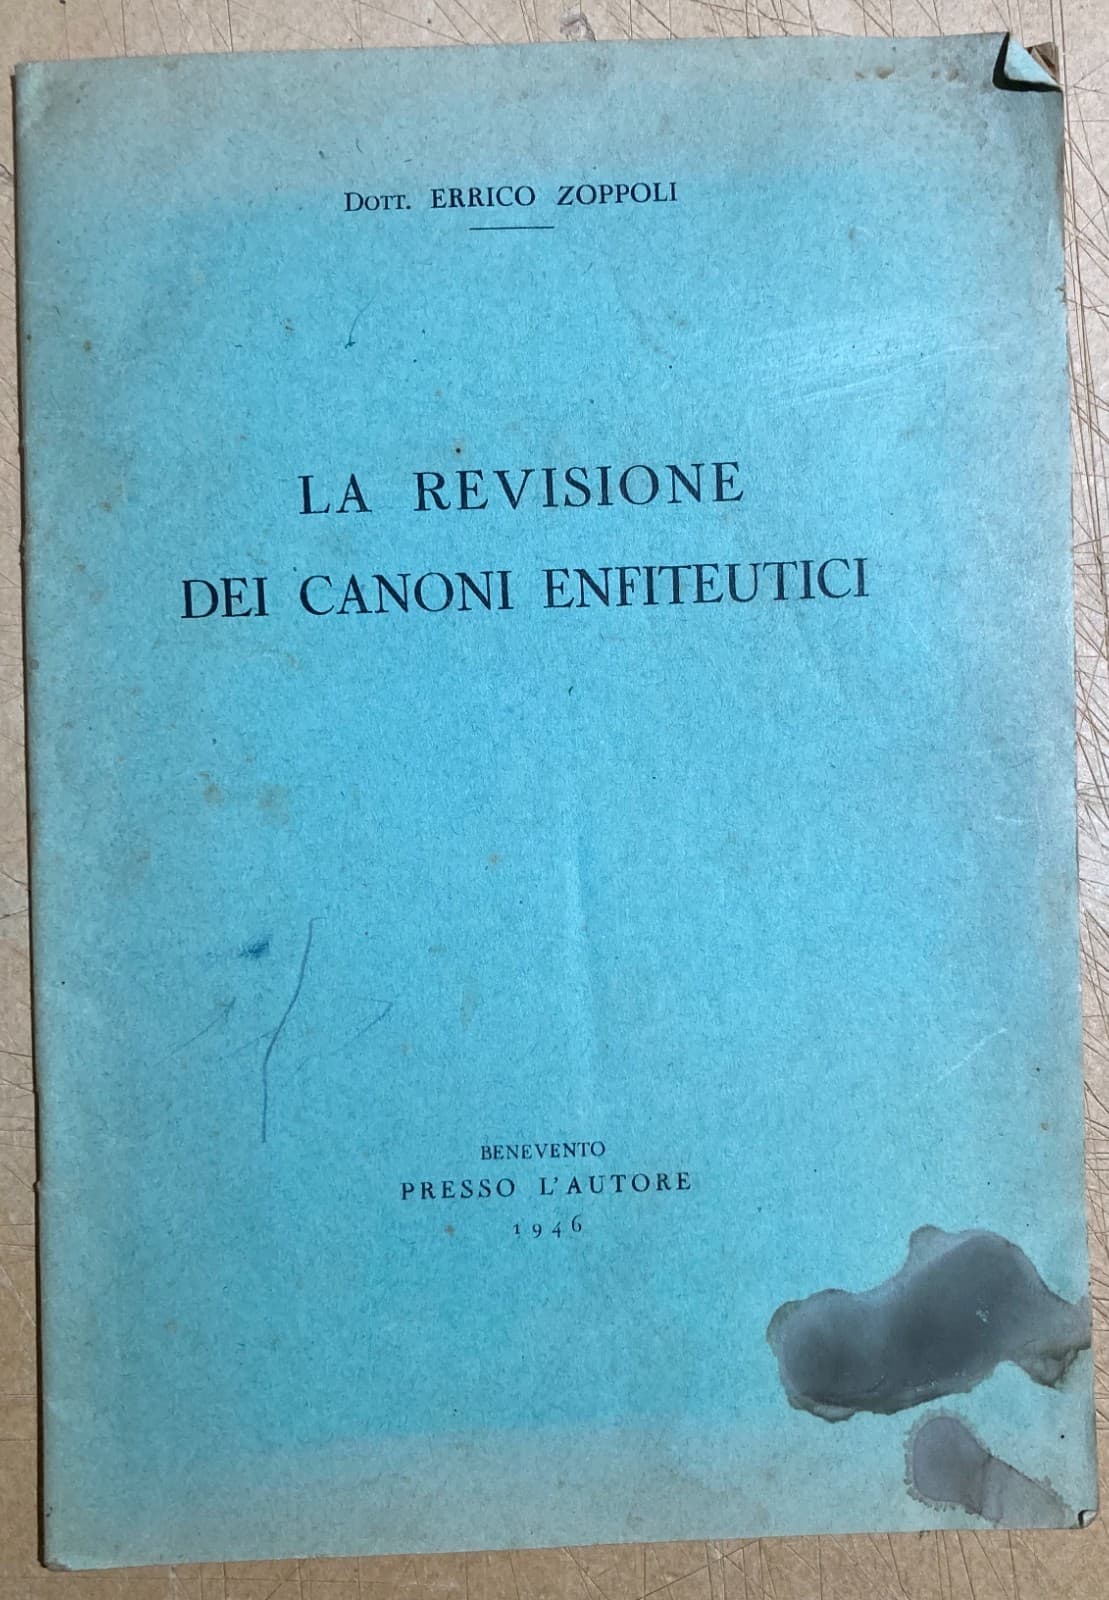 Dott. ERRICO ZOPPOLI
LA REVISIONE
DEI CANONI ENFITEUTICI
BENEVENTO
PRESSO L'AUTORE
1946